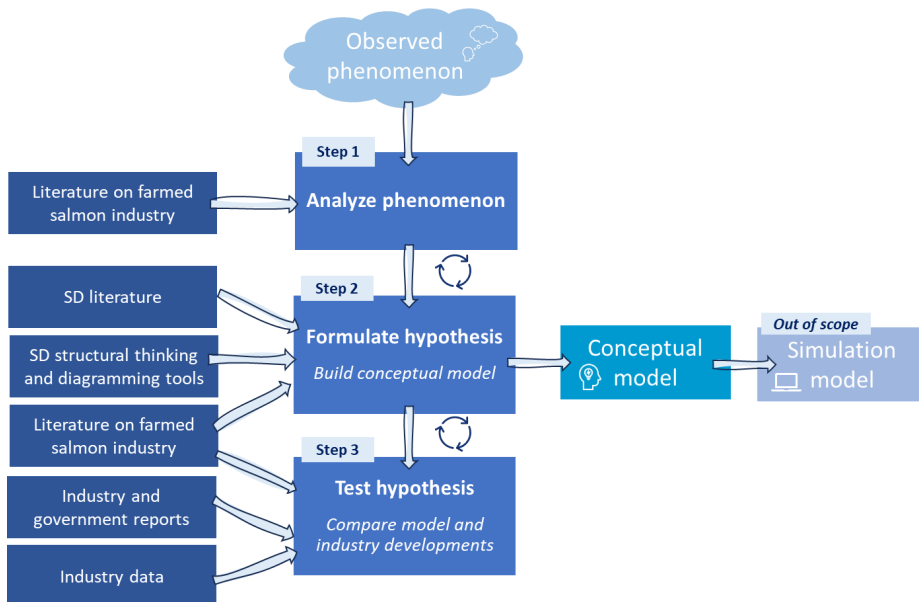 Observed
phenomenon
Step 1
Analyze phenomenon
Literature on farmed
salmon industry
Step 2
Formulate hypothesis
Build conceptual model
SD literature
SD structural thinking
and diagramming tools
Literature on farmed
salmon industry
Conceptual
model
Out of scope
Simulation
model
Step 3
Test hypothesis
Compare model and
industry developments
Industry and
government reports
Industry data